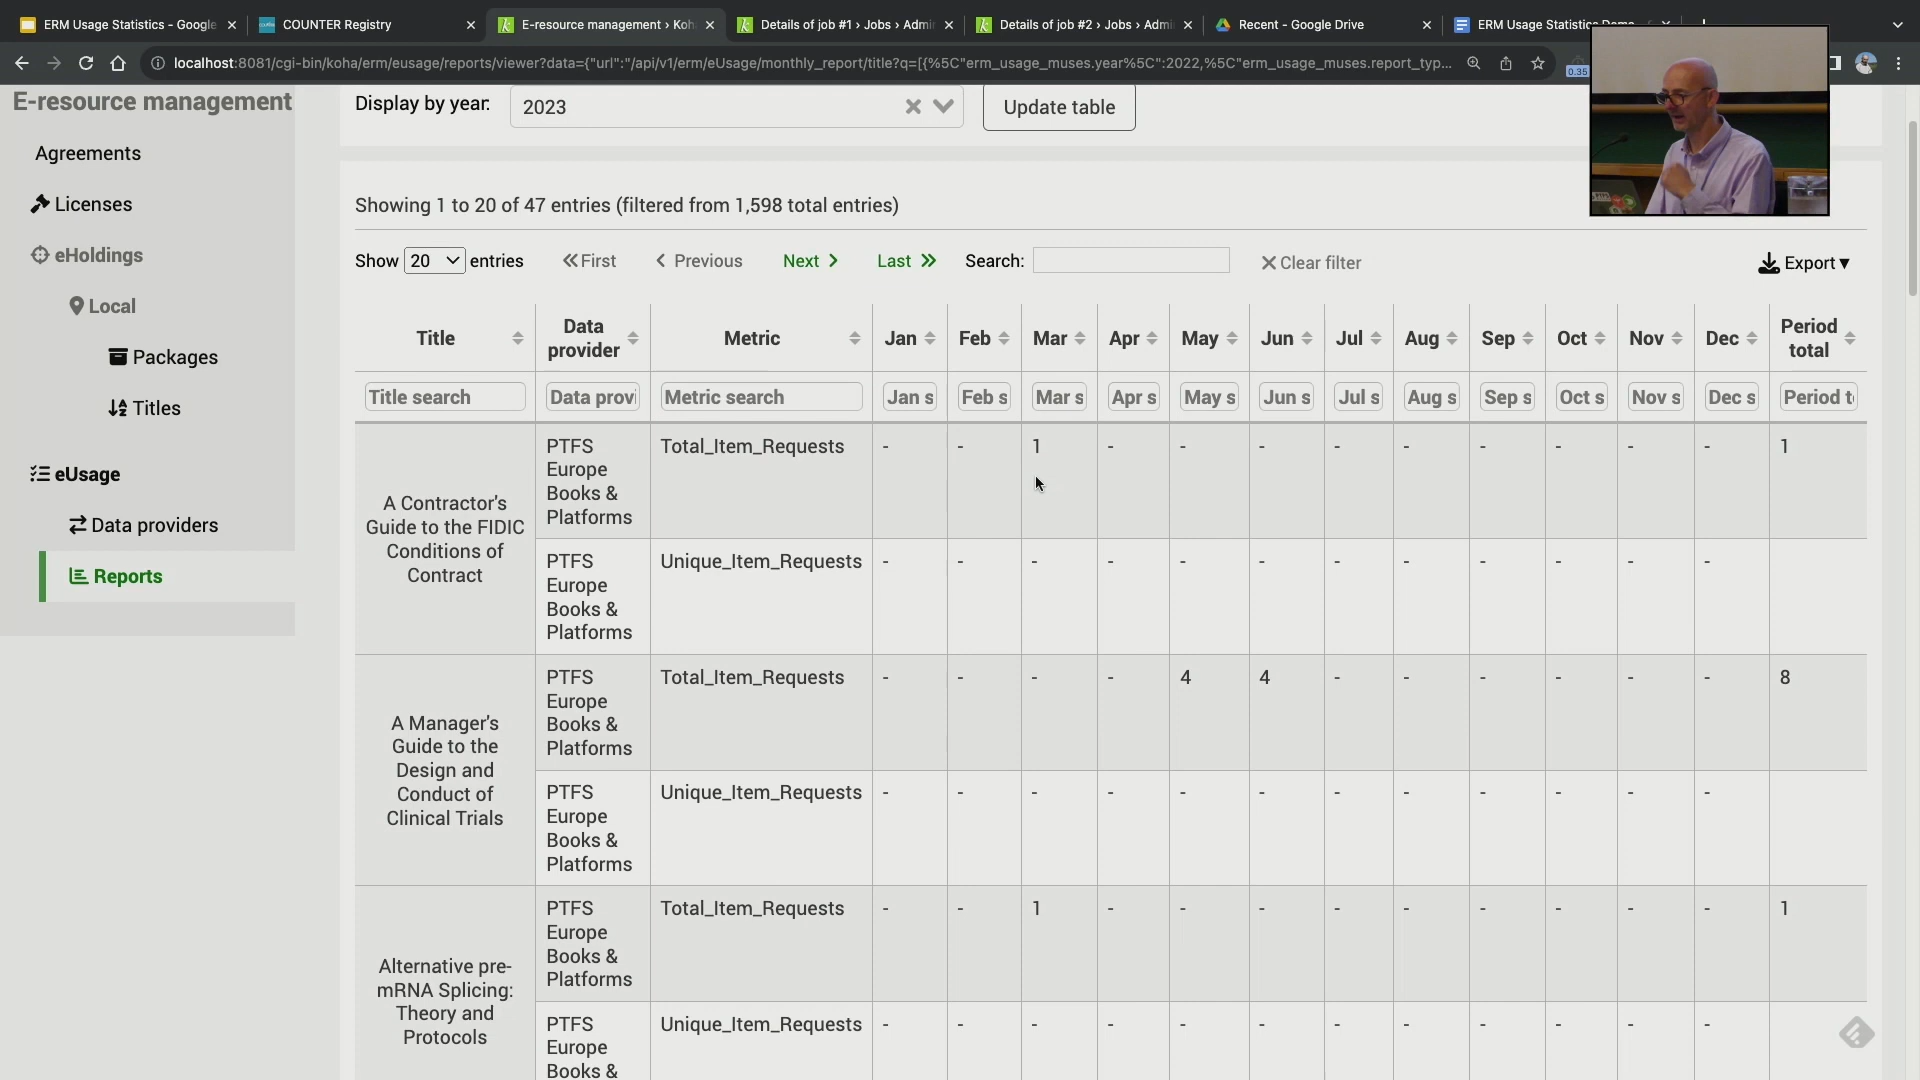 ERM Usage Statistics - Google
COUNTER Registry
E-resource management › Koh
Details of job #1 › Jobs › Admi
Details of job #2 › Jobs › Admi
Recent - Google Drive
ERM Usage Statistics Demo
localhost:8081/cgi-bin/koha/erm/eusage/reports/viewer?data={"url":"/api/v1/erm/eUsage/monthly_report/title?q=[{%5C"erm_usage_muses.year%5C":2022,%5C"erm_usage_muses.report_typ...
0.35
E-resource management
Agreements
Licenses
eHoldings
Local
Packages
Titles
eUsage
Data providers
Reports
Display by year: 2023 Update table
Showing 1 to 20 of 47 entries (filtered from 1,598 total entries)
Show 20 entries First Previous Next Last Search: Clear filter Export
Title Data provider Metric Jan Feb Mar Apr May Jun Jul Aug Sep Oct Nov Dec Period total
Title search Data provi Metric search Jan s Feb s Mar s Apr s May s Jun s Jul s Aug s Sep s Oct s Nov s Dec s Period t
A Contractor's
Guide to the FIDIC
Conditions of
Contract
PTFS
Europe
Books &
Platforms
Total_Item_Requests - - 1 - - - - - - - - - 1
PTFS
Europe
Books &
Platforms
Unique_Item_Requests - - - - - - - - - - - -
A Manager's
Guide to the
Design and
Conduct of
Clinical Trials
PTFS
Europe
Books &
Platforms
Total_Item_Requests - - - - 4 4 - - - - - - 8
PTFS
Europe
Books &
Platforms
Unique_Item_Requests - - - - - - - - - - - -
Alternative pre-
mRNA Splicing:
Theory and
Protocols
PTFS
Europe
Books &
Platforms
Total_Item_Requests - - 1 - - - - - - - - - 1
PTFS
Europe
Books &
Unique_Item_Requests - - - - - - - - - - - -